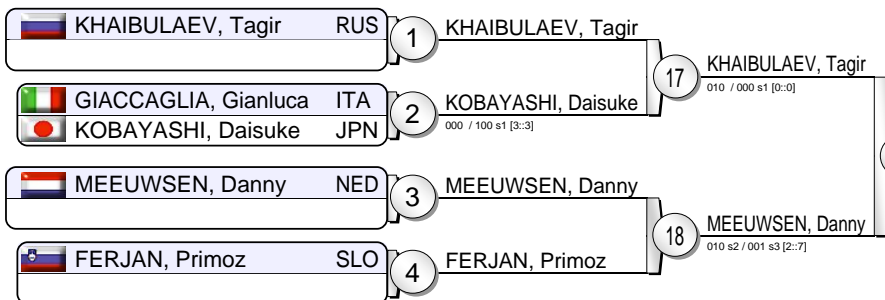 KHAIBULAEV, Tagir RUS
1
KHAIBULAEV, Tagir
GIACCAGLIA, Gianluca ITA
KOBAYASHI, Daisuke JPN
2
KOBAYASHI, Daisuke
000 / 100 s1 [3::3]
17
KHAIBULAEV, Tagir
010 / 000 s1 [0::0]
MEEUWSEN, Danny NED
3
MEEUWSEN, Danny
FERJAN, Primoz SLO
4
FERJAN, Primoz
18
MEEUWSEN, Danny
010 s2 / 001 s3 [2::7]